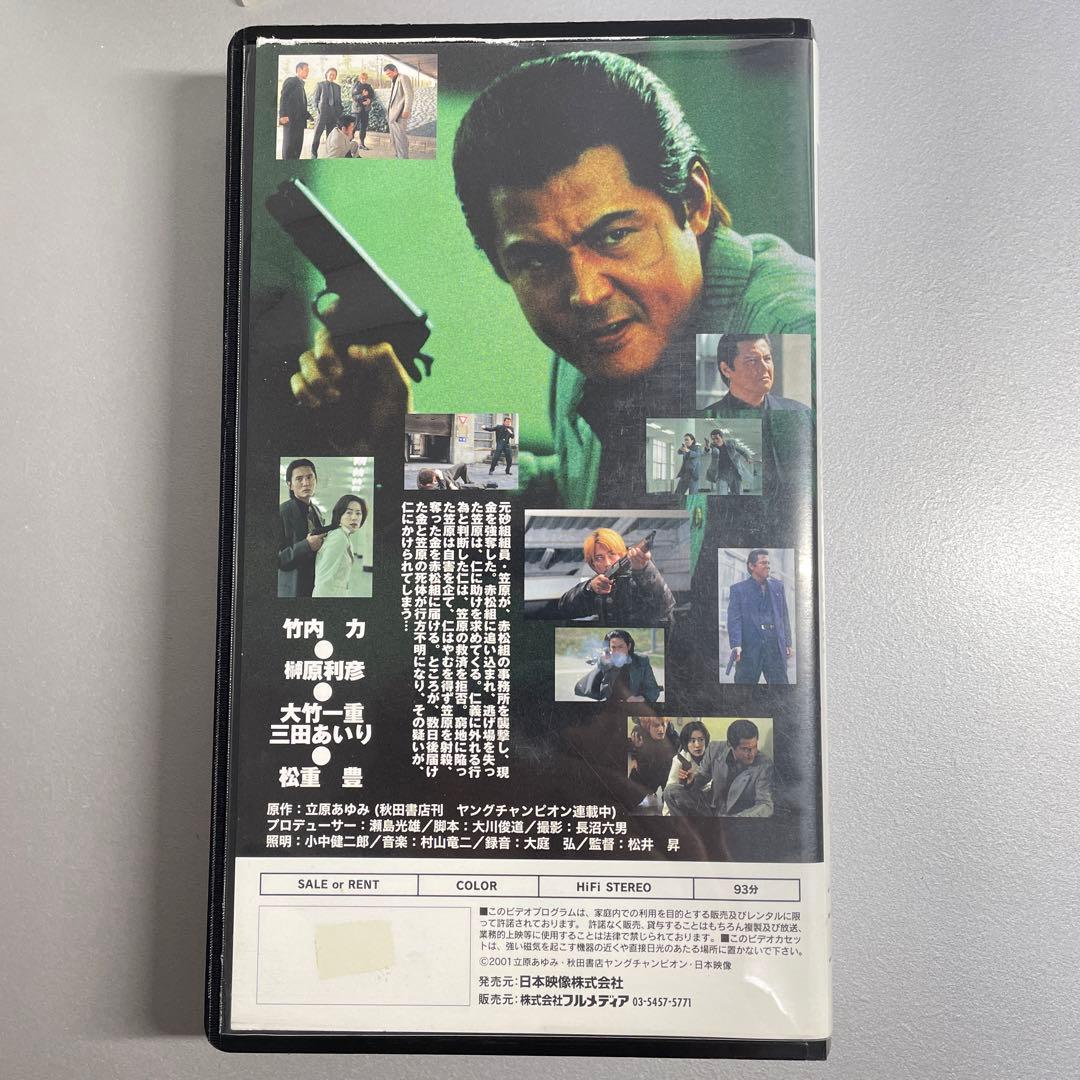 元砂組組員・笠原が、赤松組の事務所を襲撃し、現
金を強奪した。赤松組に追い込まれ、逃げ場を失っ
た笠原は、仁に助けを求めてくる。仁義に外れる行
為と判断した仁は、笠原の救済を拒否。窮地に陥っ
た笠原は自害を企て、仁はやむを得ず笠原を射殺、
奪った金を赤松組に届ける。ところが、数日後届け
た金と笠原の死体が行方不明になり、その疑いが、
仁にかけられてしまう…
竹内 力
●
榊原利彦
●
大竹一重
三田あいり
●
松重 豊
原作：立原あゆみ (秋田書店刊 ヤングチャンピオン連載中)
プロデューサー：瀬島光雄／脚本：大川俊道／撮影：長沼六男
照明：小中健二郎／音楽：村山竜二／録音：大庭 弘／監督：松井 昇
SALE or RENT COLOR HiFi STEREO 93分
■このビデオプログラムは、家庭内での利用を目的とする販売及びレンタルに限
って許諾されております。 許諾なく販売、貸与することはもちろん複製及び放送、
業務的上映等に使用することは法律で禁じられております。■このビデオカセッ
トは、強い磁気を起こす機器の近くや直接日光のあたる場所に置かないで下さい。
©2001立原あゆみ・秋田書店ヤングチャンピオン・日本映像
発売元：日本映像株式会社
販売元：株式会社フルメディア 03-5457-5771